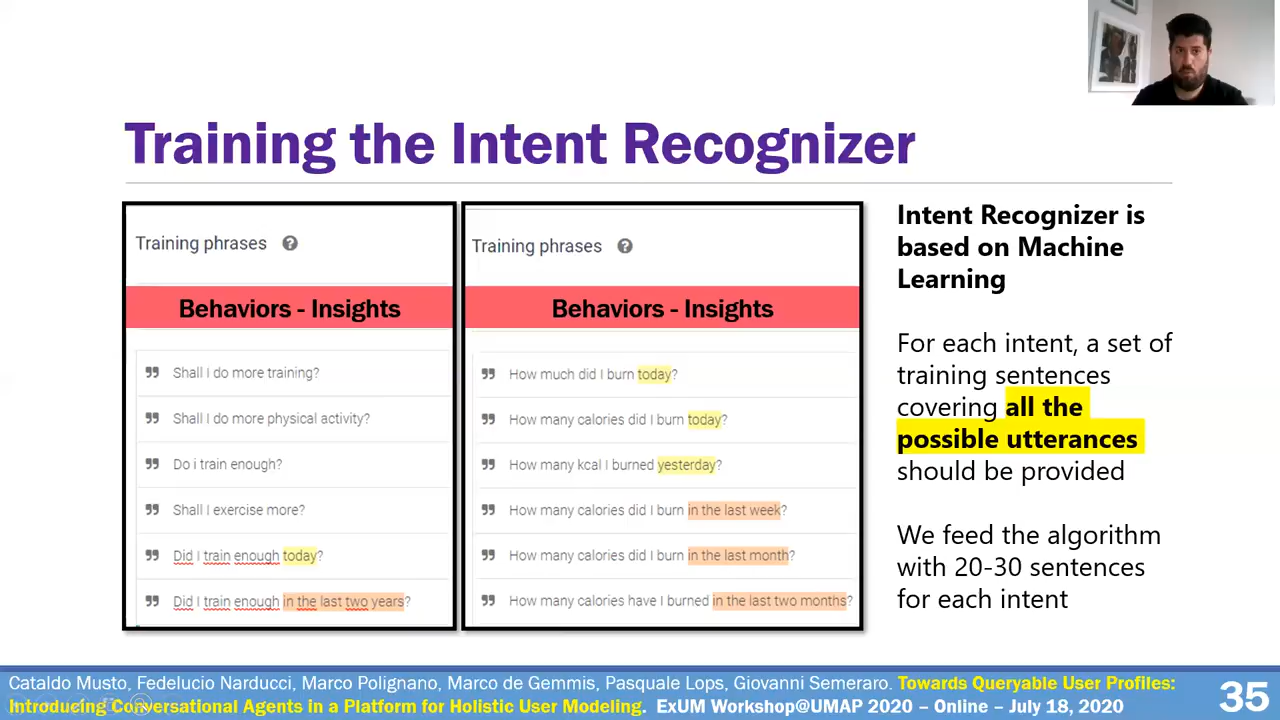 Training the Intent Recognizer
Training phrases
Behaviors - Insights
Shall I do more training?
Shall I do more physical activity?
Do i train enough?
Shall I exercise more?
Did I train enough today?
Did I train enough in the last two years?
Training phrases
Behaviors - Insights
How much did I burn today?
How many calories did I burn today?
How many kcal I burned yesterday?
How many calories did I burn in the last week?
How many calories did I burn in the last month?
How many calories have I burned in the last two months?
Intent Recognizer is
based on Machine
Learning
For each intent, a set of
training sentences
covering all the
possible utterances
should be provided
We feed the algorithm
with 20-30 sentences
for each intent
Cataldo Musto, Fedelucio Narducci, Marco Polignano, Marco de Gemmis, Pasquale Lops, Giovanni Semeraro. Towards Queryable User Profiles:
Introducing Conversational Agents in a Platform for Holistic User Modeling. ExUM Workshop@UMAP 2020 – Online – July 18, 2020
35